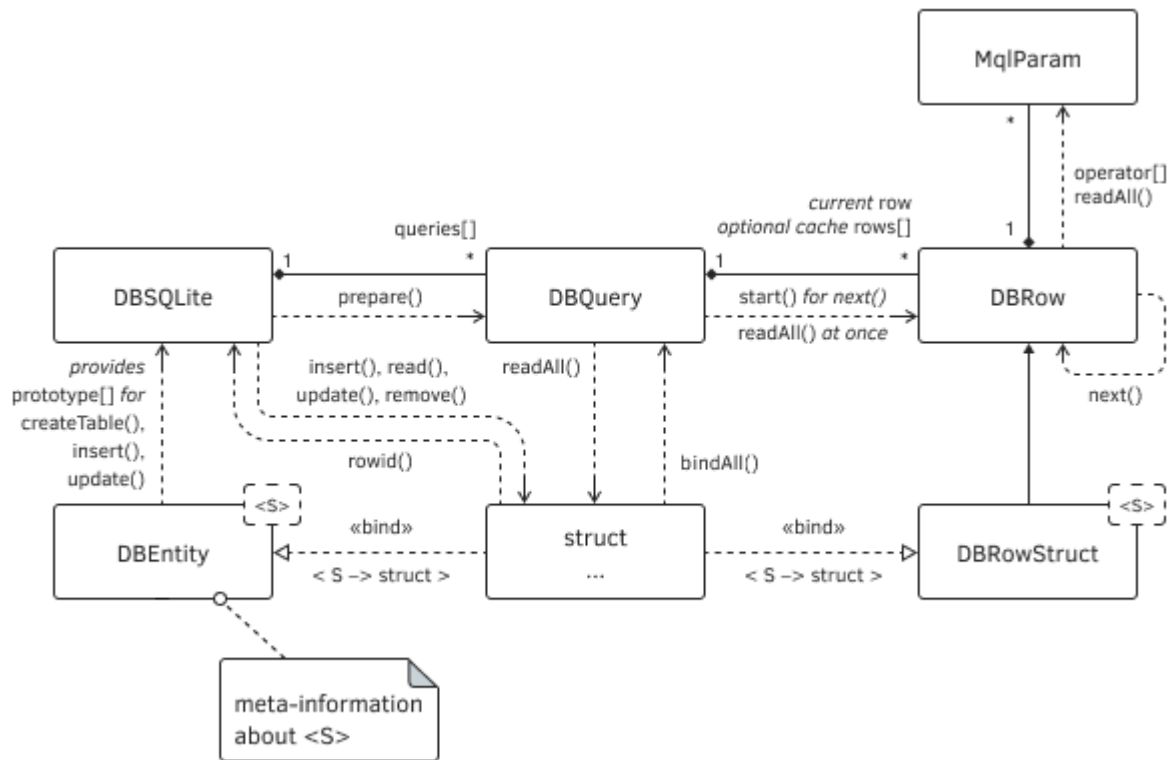 MqlParam
*
operator[]
readAll()
current row
optional cache rows[]
1
queries[]
1
*
1
*
DBSQLite
prepare()
DBQuery
start() for next()
readAll() at once
DBRow
next()
provides
prototype[] for
createTable(),
insert(),
update()
insert(), read(),
update(), remove()
rowid()
readAll()
bindAll()
<S>
DBEntity
«bind»
< S –> struct >
struct
...
«bind»
< S –> struct >
<S>
DBRowStruct
meta-information
about <S>